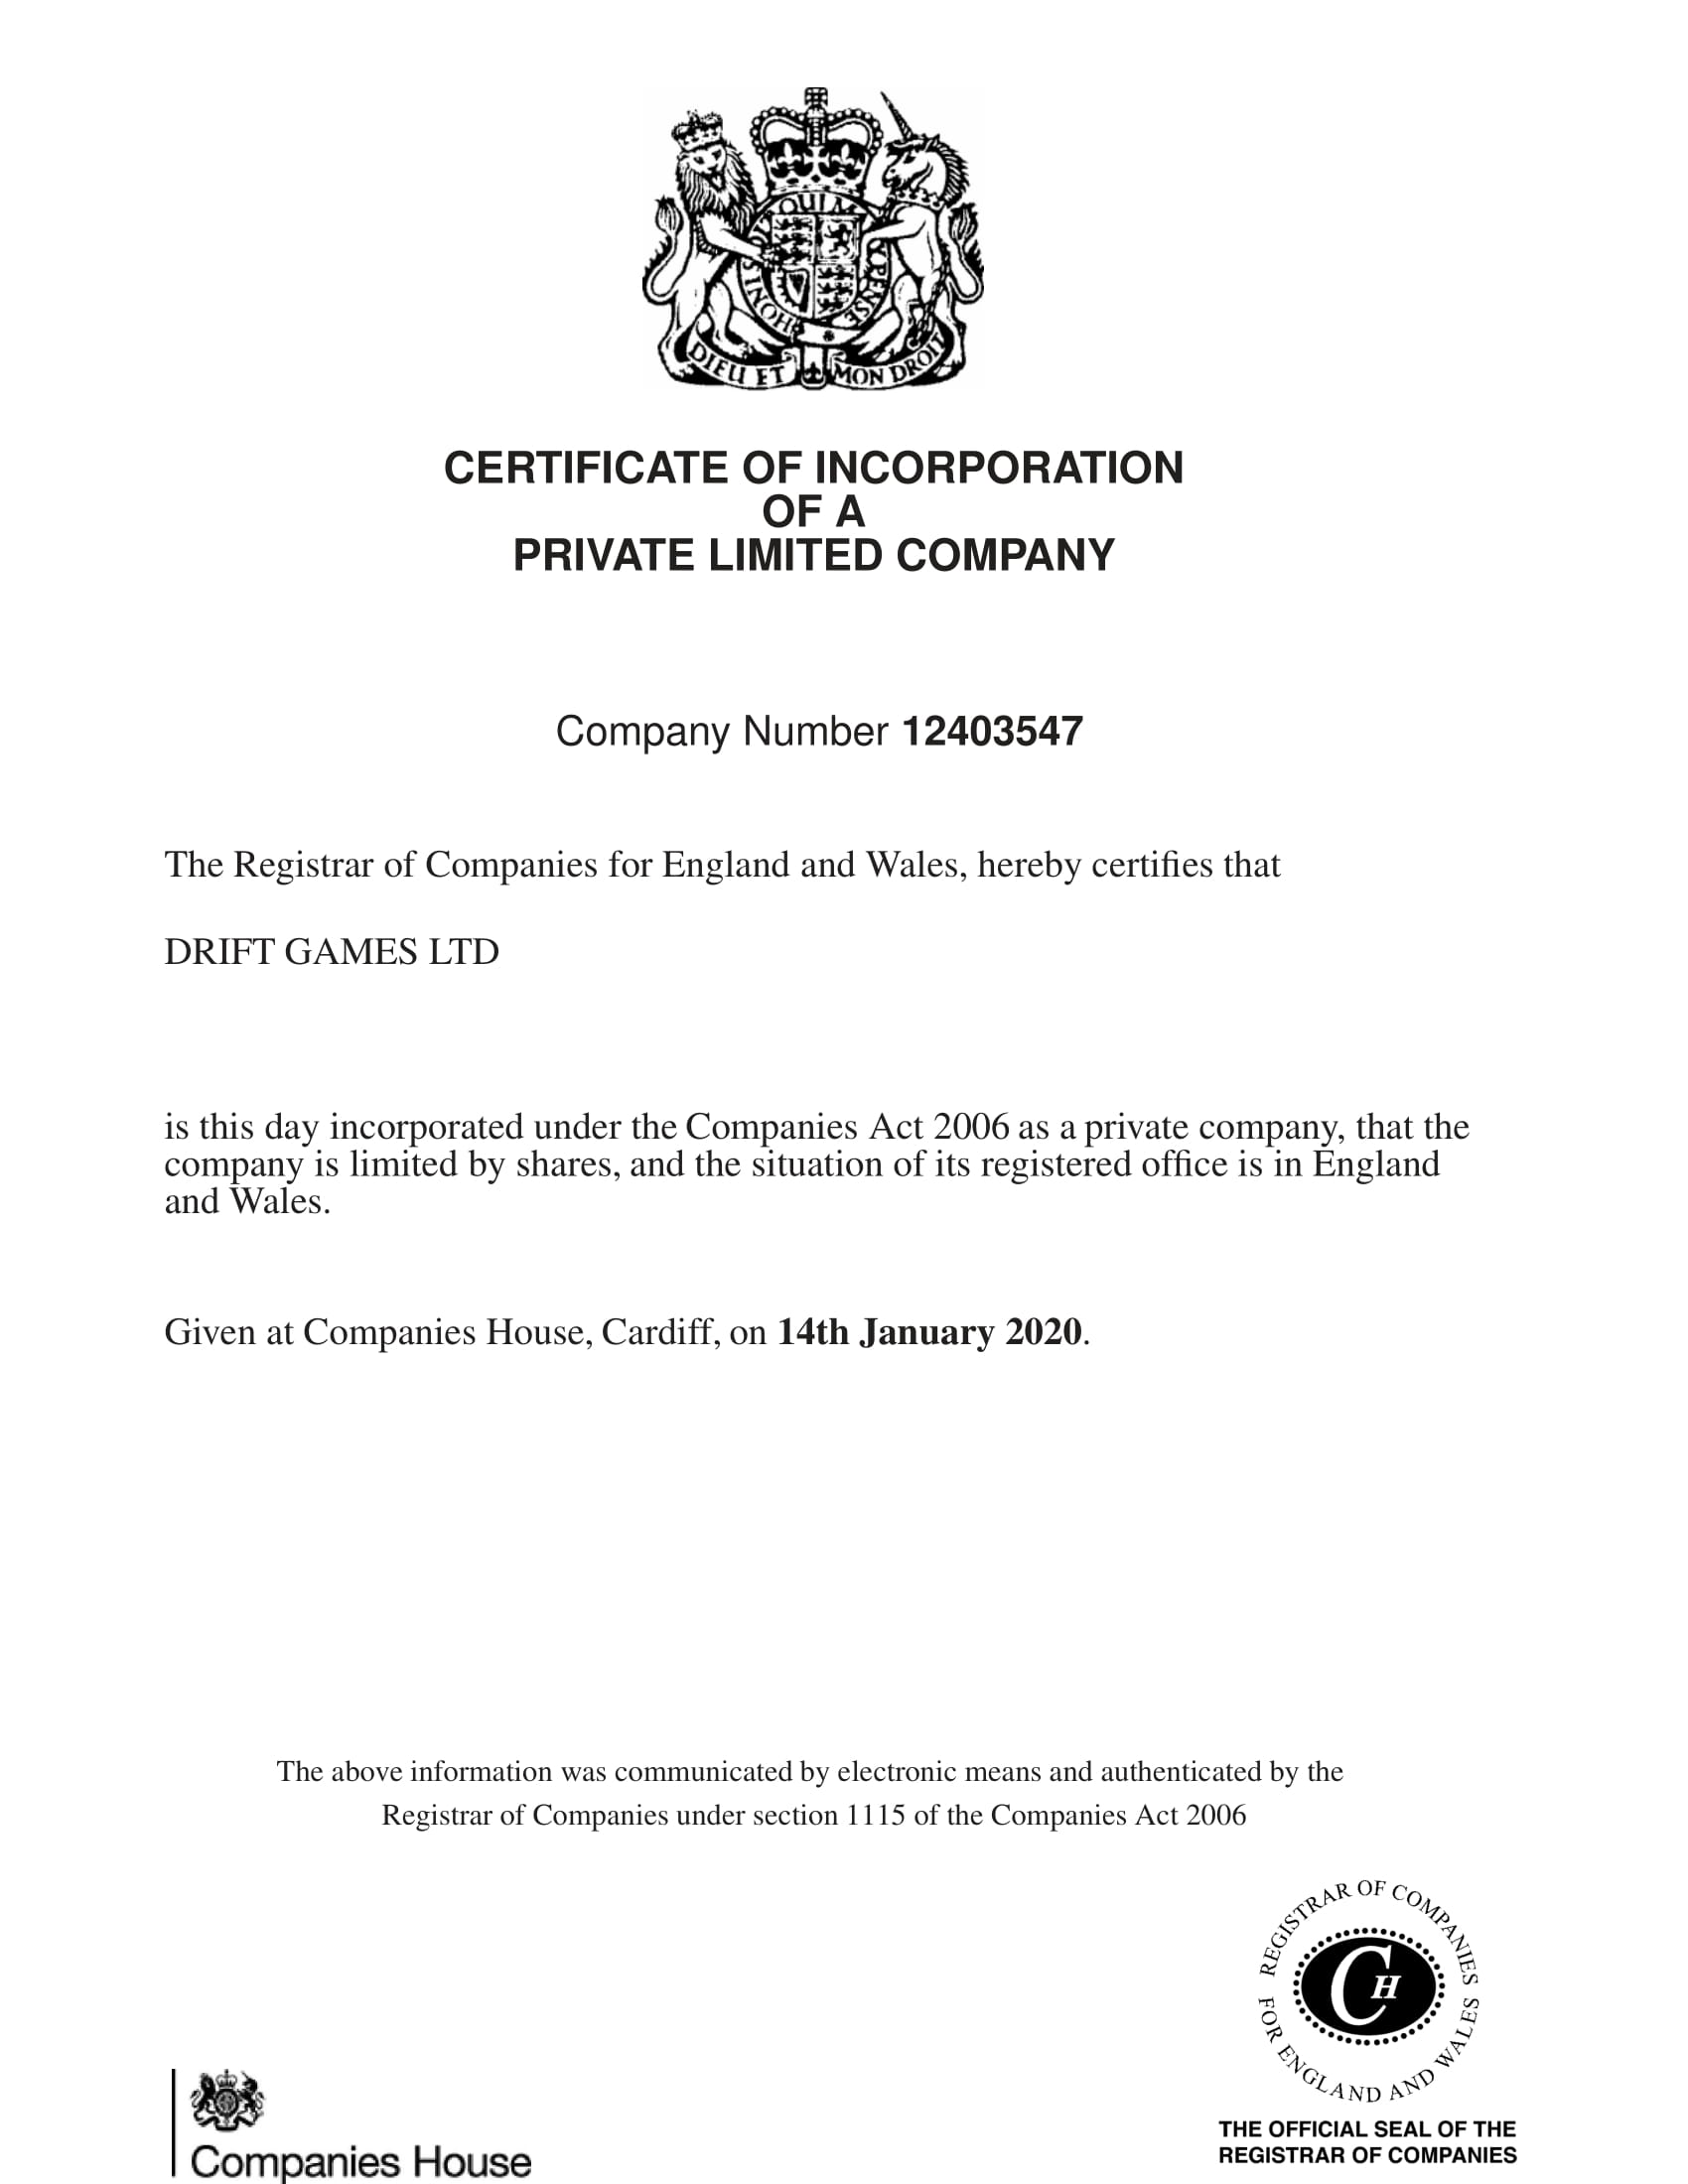 HONI SOIT QUI MAL Y PENSE
DIEU ET MON DROIT
CERTIFICATE OF INCORPORATION
OF A
PRIVATE LIMITED COMPANY
Company Number 12403547
The Registrar of Companies for England and Wales, hereby certifies that
DRIFT GAMES LTD
is this day incorporated under the Companies Act 2006 as a private company, that the
company is limited by shares, and the situation of its registered office is in England
and Wales.
Given at Companies House, Cardiff, on 14th January 2020.
The above information was communicated by electronic means and authenticated by the
Registrar of Companies under section 1115 of the Companies Act 2006
REGISTRAR OF COMPANIES
FOR ENGLAND AND WALES
CH
THE OFFICIAL SEAL OF THE
REGISTRAR OF COMPANIES
Companies House